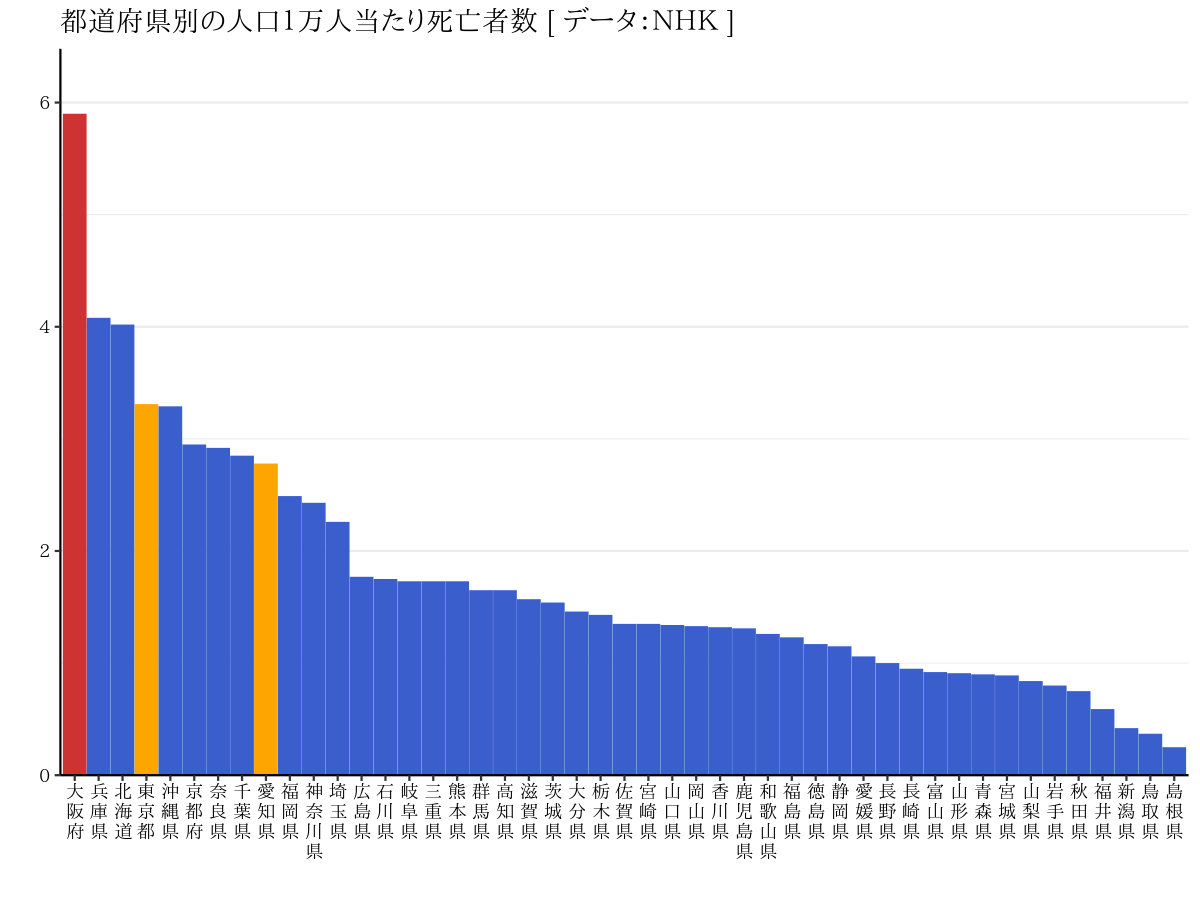 都道府県別の人口1万人当たり死亡者数 [ データ:NHK ]
6
4
2
0
大阪府
兵庫県
北海道
東京都
沖縄県
京都府
奈良県
千葉県
愛知県
福岡県
神奈川県
埼玉県
広島県
石川県
岐阜県
三重県
熊本県
群馬県
高知県
滋賀県
茨城県
大分県
栃木県
佐賀県
宮崎県
山口県
岡山県
香川県
鹿児島県
和歌山県
福島県
徳島県
静岡県
愛媛県
長野県
長崎県
富山県
山形県
青森県
宮城県
山梨県
岩手県
秋田県
福井県
新潟県
鳥取県
島根県